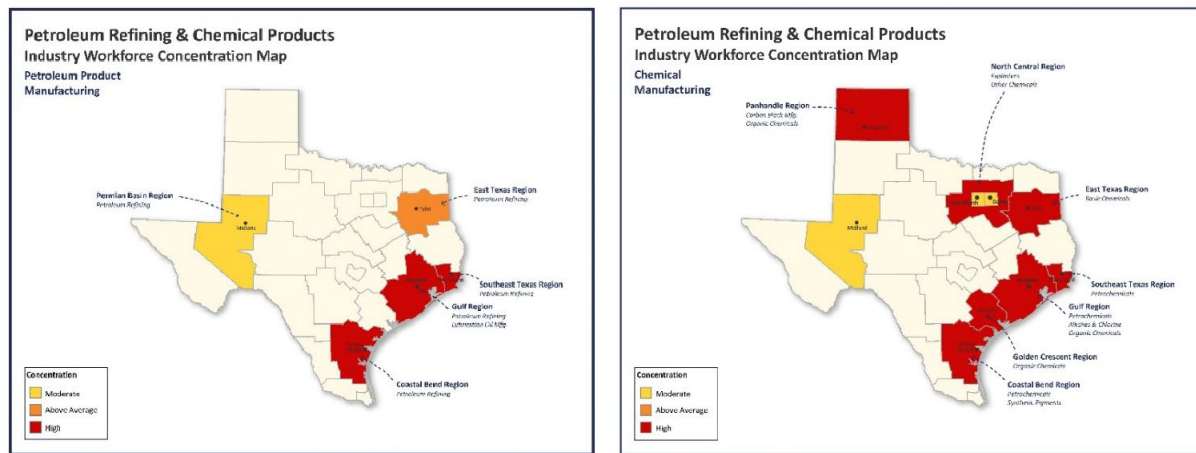 Petroleum Refining & Chemical Products
Industry Workforce Concentration Map
Petroleum Product
Manufacturing
Permian Basin Region
Petroleum Refining
Midland
East Texas Region
Petroleum Refining
Tyler
Southeast Texas Region
Petroleum Refining
Gulf Region
Petroleum Refining
Lubrication Oil Mfg
Coastal Bend Region
Petroleum Refining
Concentration
Moderate
Above Average
High
Petroleum Refining & Chemical Products
Industry Workforce Concentration Map
Chemical
Manufacturing
North Central Region
Explosives
Other Chemicals
Panhandle Region
Carbon Black Mfg.
Organic Chemicals
East Texas Region
Basic Chemicals
Midland
Southeast Texas Region
Petrochemicals
Gulf Region
Petrochemicals
Alkalies & Chlorine
Organic Chemicals
Golden Crescent Region
Organic Chemicals
Coastal Bend Region
Petrochemicals
Synthetic Pigments
Concentration
Moderate
Above Average
High